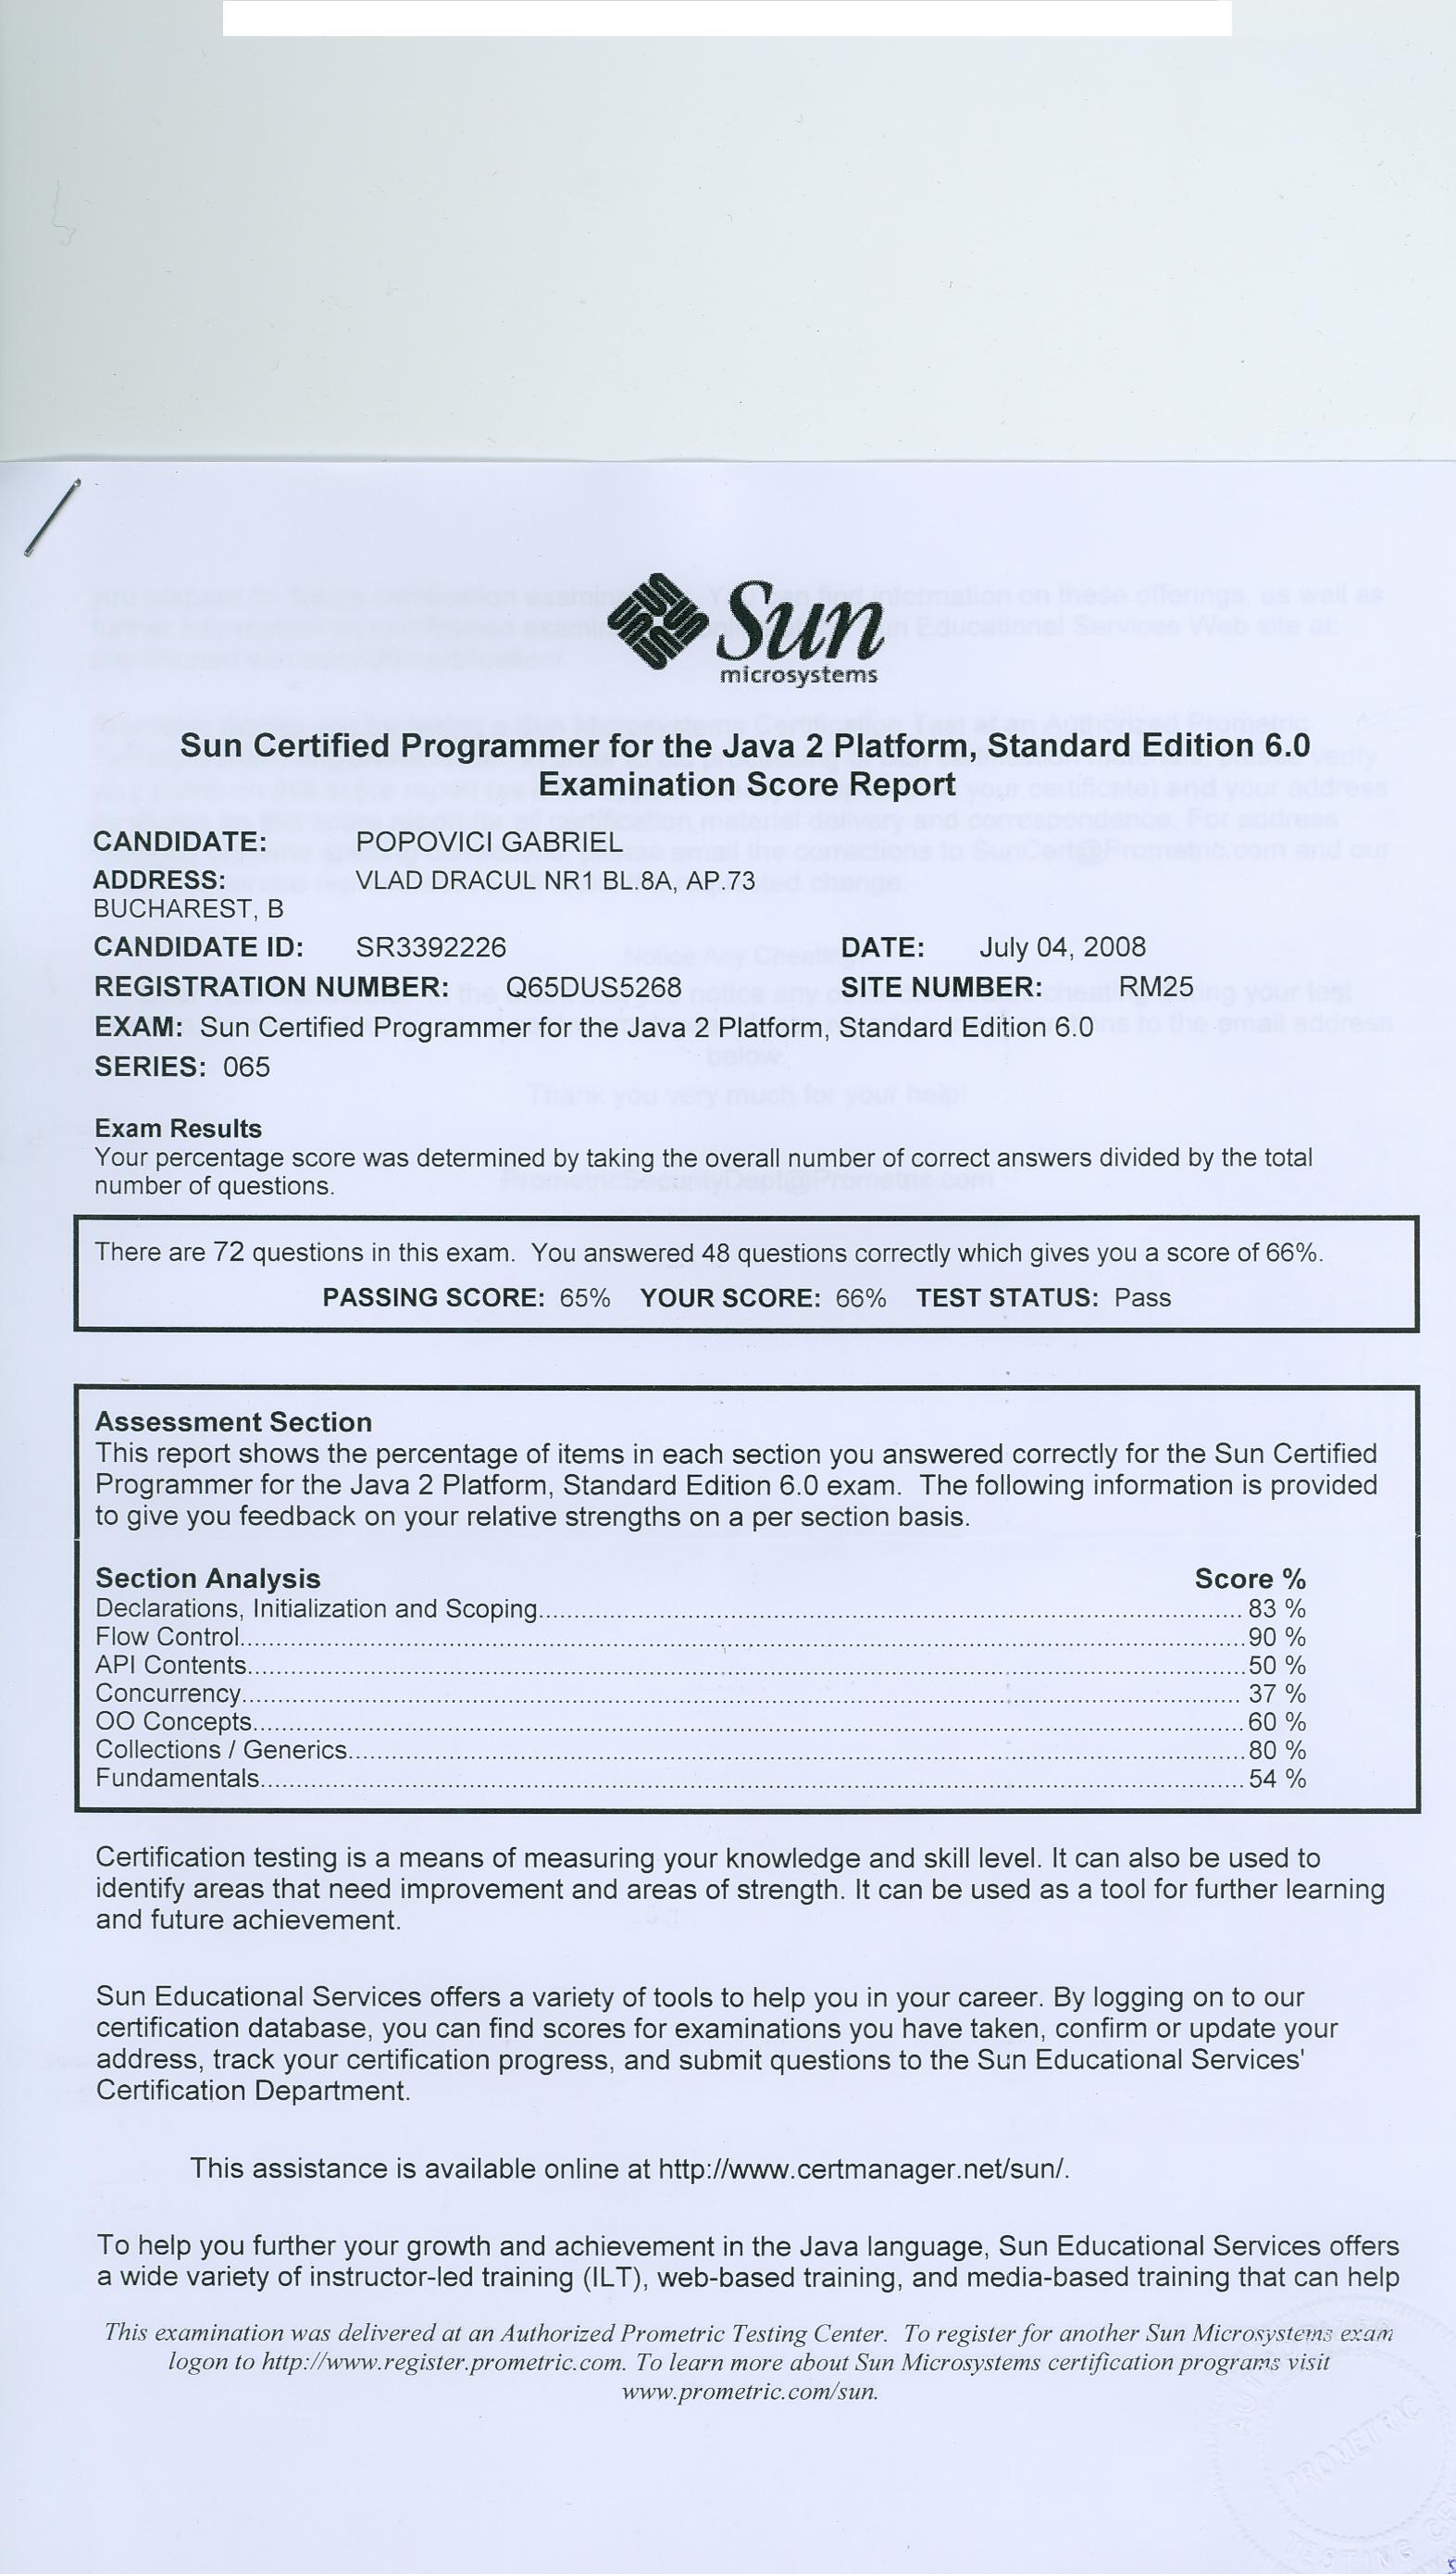 Sun
microsystems
Sun Certified Programmer for the Java 2 Platform, Standard Edition 6.0
Examination Score Report
CANDIDATE: POPOVICI GABRIEL
ADDRESS: VLAD DRACUL NR1 BL.8A, AP.73
BUCHAREST, B
CANDIDATE ID: SR3392226 DATE: July 04, 2008
REGISTRATION NUMBER: Q65DUS5268 SITE NUMBER: RM25
EXAM: Sun Certified Programmer for the Java 2 Platform, Standard Edition 6.0
SERIES: 065
Exam Results
Your percentage score was determined by taking the overall number of correct answers divided by the total
number of questions.
There are 72 questions in this exam. You answered 48 questions correctly which gives you a score of 66%.
PASSING SCORE: 65% YOUR SCORE: 66% TEST STATUS: Pass
Assessment Section
This report shows the percentage of items in each section you answered correctly for the Sun Certified
Programmer for the Java 2 Platform, Standard Edition 6.0 exam. The following information is provided
to give you feedback on your relative strengths on a per section basis.
Section Analysis Score %
Declarations, Initialization and Scoping 83 %
Flow Control 90 %
API Contents 50 %
Concurrency 37 %
OO Concepts 60 %
Collections / Generics 80 %
Fundamentals 54 %
Certification testing is a means of measuring your knowledge and skill level. It can also be used to
identify areas that need improvement and areas of strength. It can be used as a tool for further learning
and future achievement.
Sun Educational Services offers a variety of tools to help you in your career. By logging on to our
certification database, you can find scores for examinations you have taken, confirm or update your
address, track your certification progress, and submit questions to the Sun Educational Services'
Certification Department.
This assistance is available online at http://www.certmanager.net/sun/.
To help you further your growth and achievement in the Java language, Sun Educational Services offers
a wide variety of instructor-led training (ILT), web-based training, and media-based training that can help
This examination was delivered at an Authorized Prometric Testing Center. To register for another Sun Microsystems exam
logon to http://www.register.prometric.com. To learn more about Sun Microsystems certification programs visit
www.prometric.com/sun.
PROMETRIC
TESTING